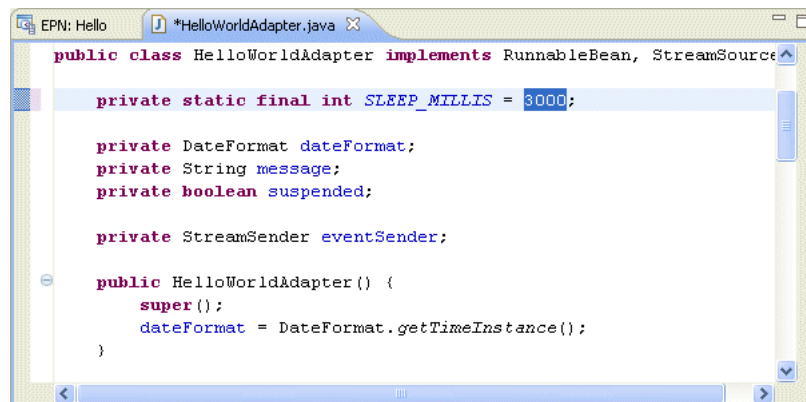 EPN: Hello
*HelloWorldAdapter.java
public class HelloWorldAdapter implements RunnableBean, StreamSource
private static final int SLEEP_MILLIS = 3000;
private DateFormat dateFormat;
private String message;
private boolean suspended;
private StreamSender eventSender;
public HelloWorldAdapter() {
super();
dateFormat = DateFormat.getTimeInstance();
}